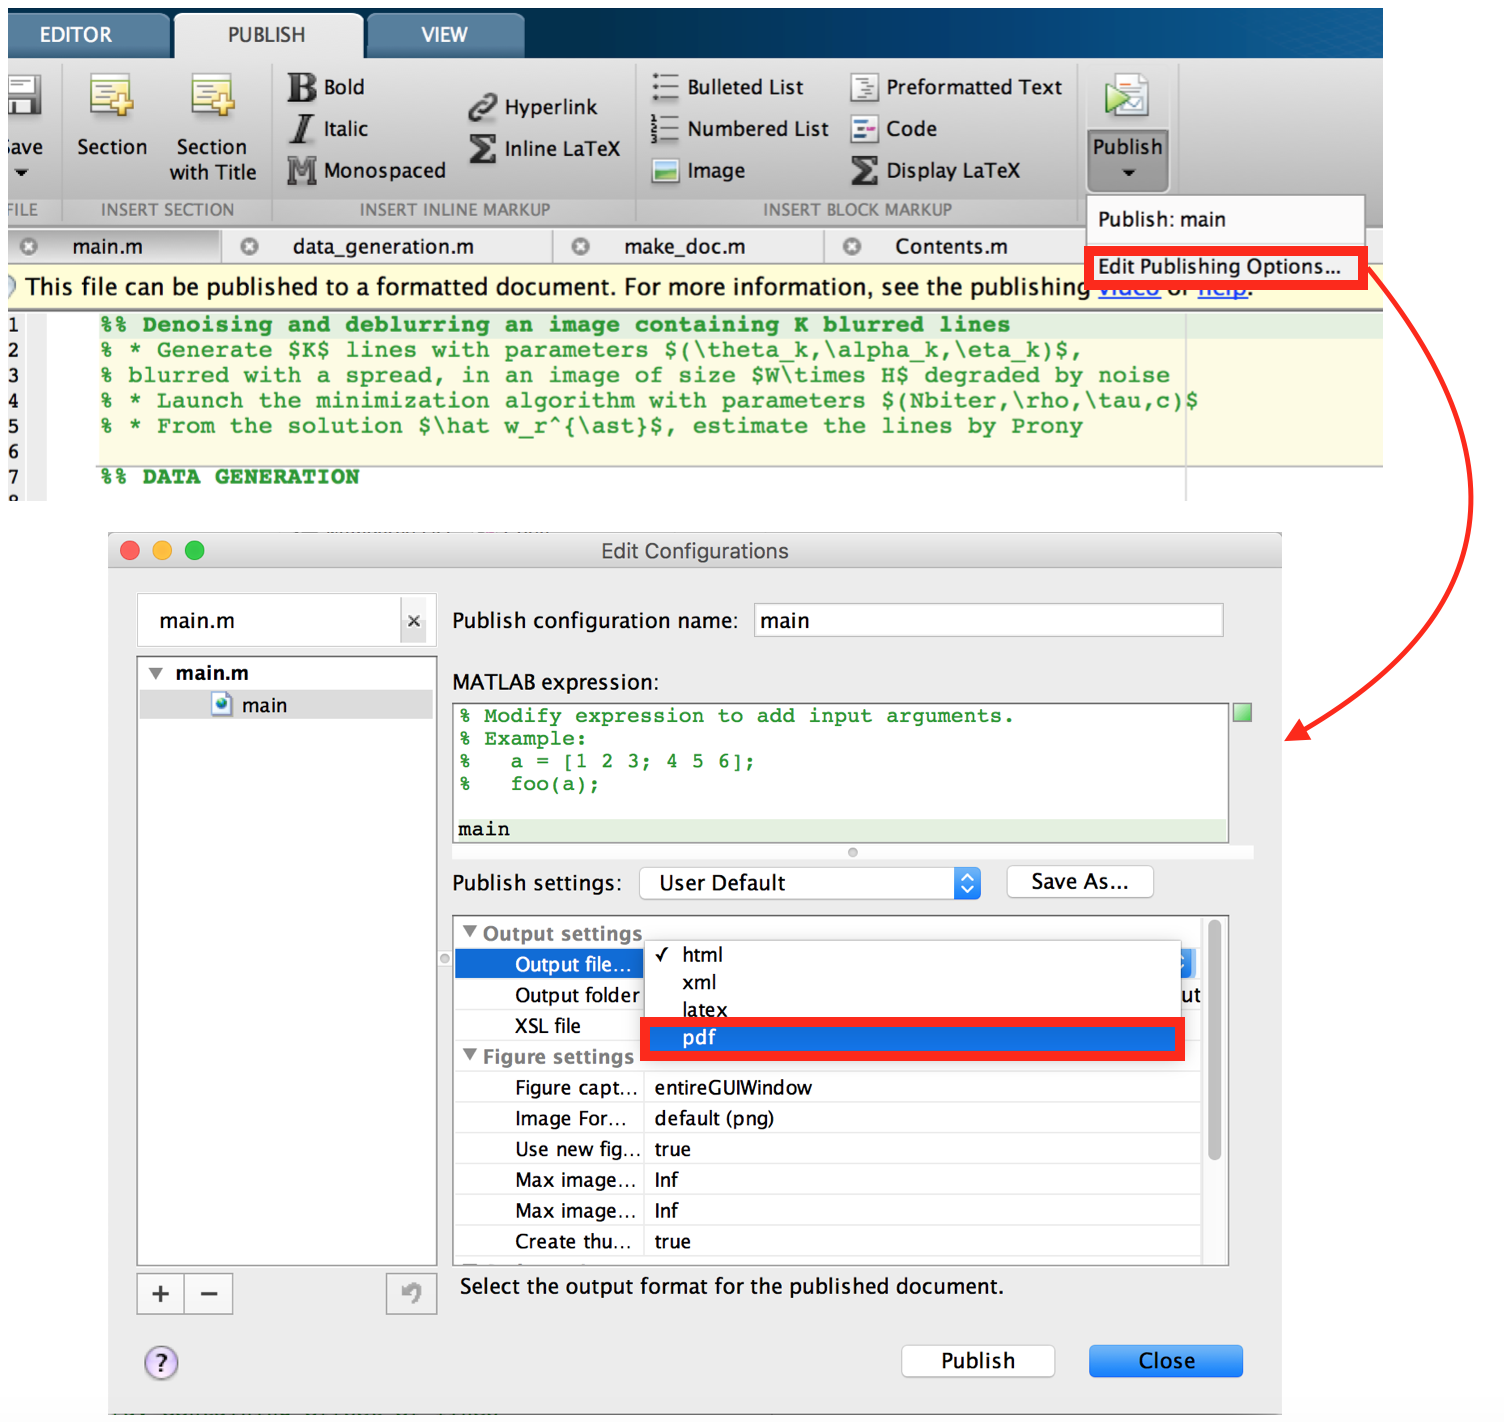 EDITOR PUBLISH VIEW
Bold Hyperlink Bulleted List Preformatted Text
Italic Inline LaTeX Numbered List Code
Monospaced Image Display LaTeX
Section Section with Title Publish
FILE INSERT SECTION INSERT INLINE MARKUP INSERT BLOCK MARKUP
Publish: main
Edit Publishing Options...
main.m data_generation.m make_doc.m Contents.m
This file can be published to a formatted document. For more information, see the publishing video or help.
1 %% Denoising and deblurring an image containing K blurred lines
2 % * Generate $K$ lines with parameters $(\theta_k,\alpha_k,\eta_k)$,
3 % blurred with a spread, in an image of size $W\times H$ degraded by noise
4 % * Launch the minimization algorithm with parameters $(Nbiter,\rho,\tau,c)$
5 % * From the solution $\hat w_r^{\ast}$, estimate the lines by Prony
6
7 %% DATA GENERATION
Edit Configurations
main.m × Publish configuration name: main
main.m
main
MATLAB expression:
% Modify expression to add input arguments.
% Example:
% a = [1 2 3; 4 5 6];
% foo(a);
main
Publish settings: User Default Save As...
Output settings
Output file...
html
xml
latex
pdf
Output folder
XSL file
Figure settings
Figure capt... entireGUIWindow
Image For... default (png)
Use new fig... true
Max image... Inf
Max image... Inf
Create thu... true
Select the output format for the published document.
+ −
? Publish Close